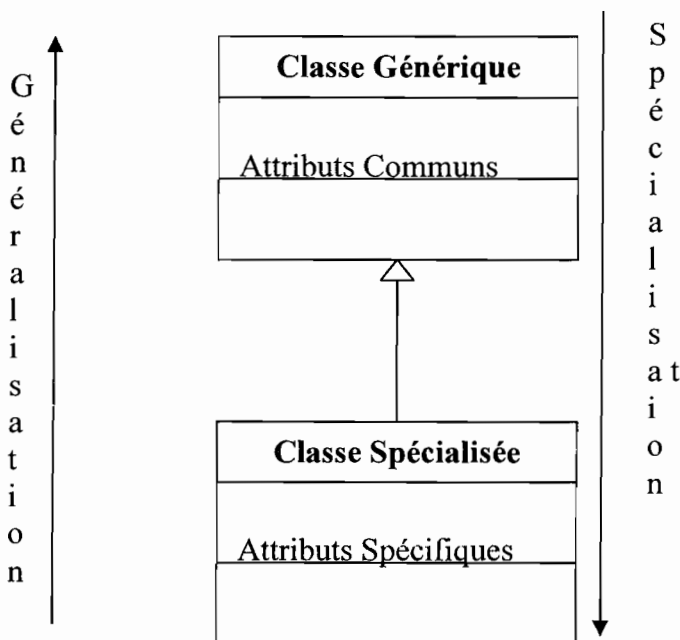 Généralisation
Classe Générique
Attributs Communs
Classe Spécialisée
Attributs Spécifiques
Spécialisation